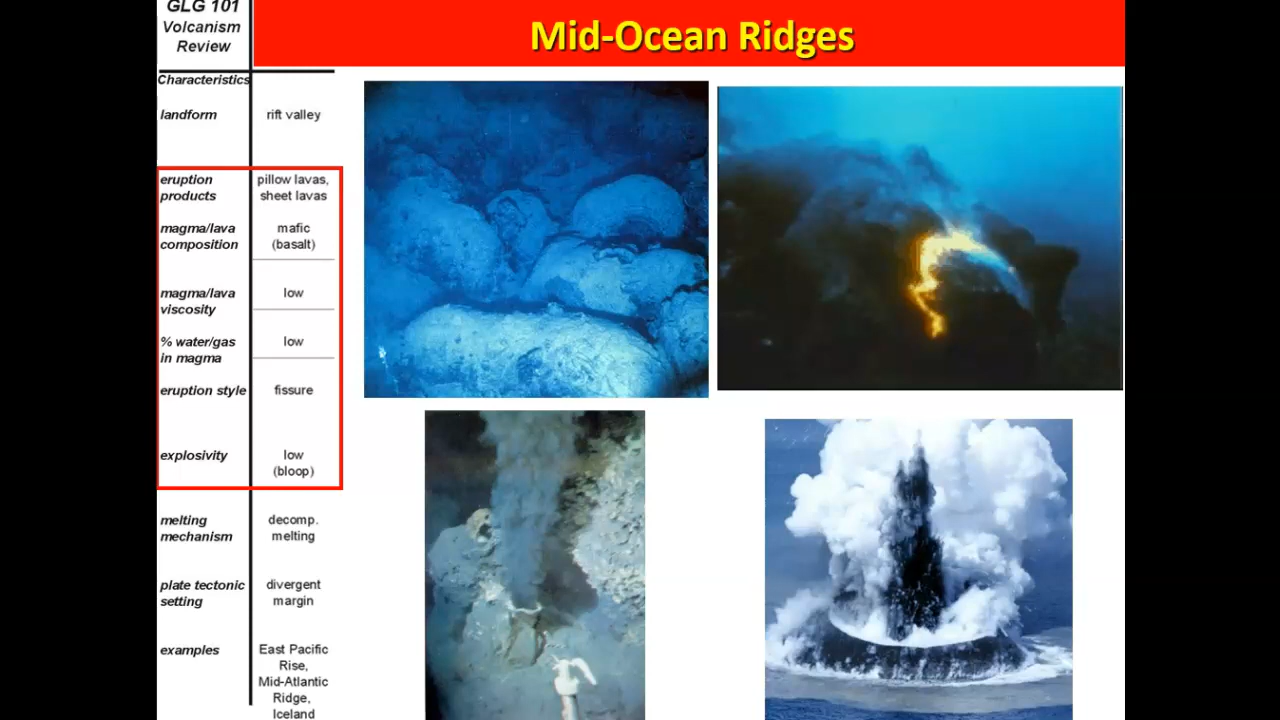 GLG 101
Volcanism
Review
Mid-Ocean Ridges
Characteristics
landform
rift valley
eruption
products
pillow lavas,
sheet lavas
magma/lava
composition
mafic
(basalt)
magma/lava
viscosity
low
% water/gas
in magma
low
eruption style
fissure
explosivity
low
(bloop)
melting
mechanism
decomp.
melting
plate tectonic
setting
divergent
margin
examples
East Pacific
Rise,
Mid-Atlantic
Ridge,
Iceland